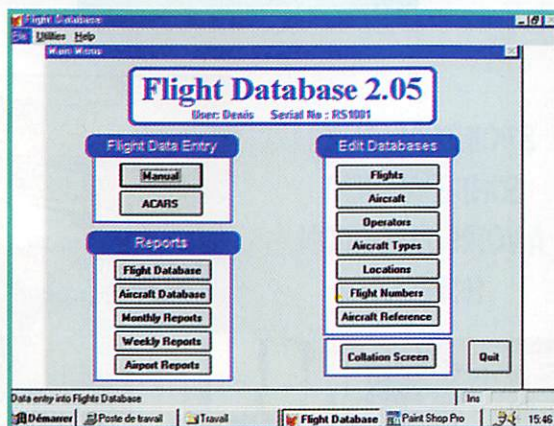 Flight Database
File Utilities Help
Main Menu
Flight Database 2.05
User: Denis Serial No : RS1001
Flight Data Entry
Manual
ACARS
Reports
Flight Database
Aircraft Database
Monthly Reports
Weekly Reports
Airport Reports
Edit Databases
Flights
Aircraft
Operators
Aircraft Types
Locations
Flight Numbers
Aircraft Reference
Collation Screen
Quit
Data entry into Flights Database Ins
Démarrer Poste de travail Travail Flight Database Paint Shop Pro 15:46